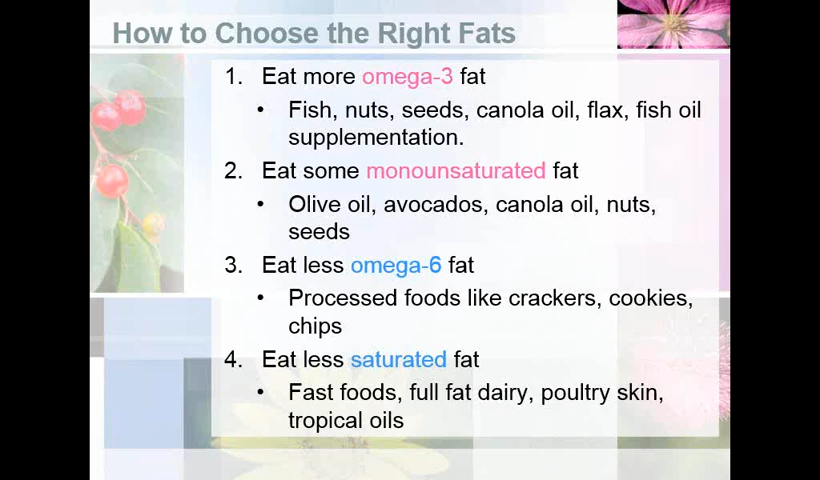 How to Choose the Right Fats
1. Eat more omega-3 fat
• Fish, nuts, seeds, canola oil, flax, fish oil
supplementation.
2. Eat some monounsaturated fat
• Olive oil, avocados, canola oil, nuts,
seeds
3. Eat less omega-6 fat
• Processed foods like crackers, cookies,
chips
4. Eat less saturated fat
• Fast foods, full fat dairy, poultry skin,
tropical oils